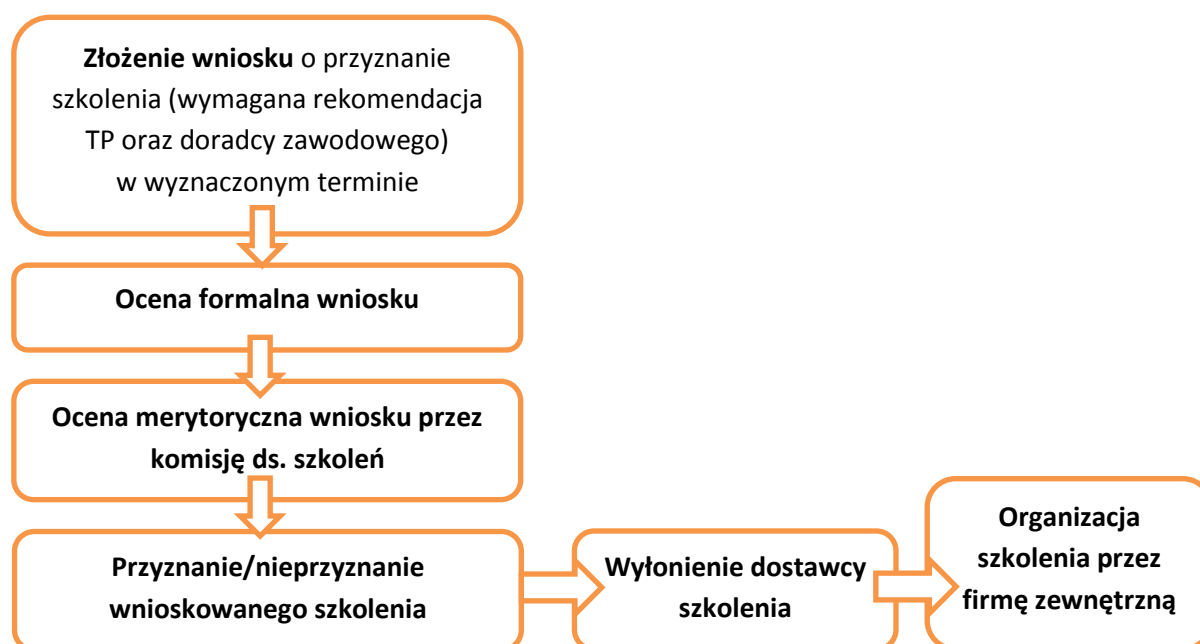 Złożenie wniosku o przyznanie
szkolenia (wymagana rekomendacja
TP oraz doradcy zawodowego)
w wyznaczonym terminie
Ocena formalna wniosku
Ocena merytoryczna wniosku przez
komisję ds. szkoleń
Przyznanie/nieprzyznanie
wnioskowanego szkolenia
Wyłonienie dostawcy
szkolenia
Organizacja
szkolenia przez
firmę zewnętrzną